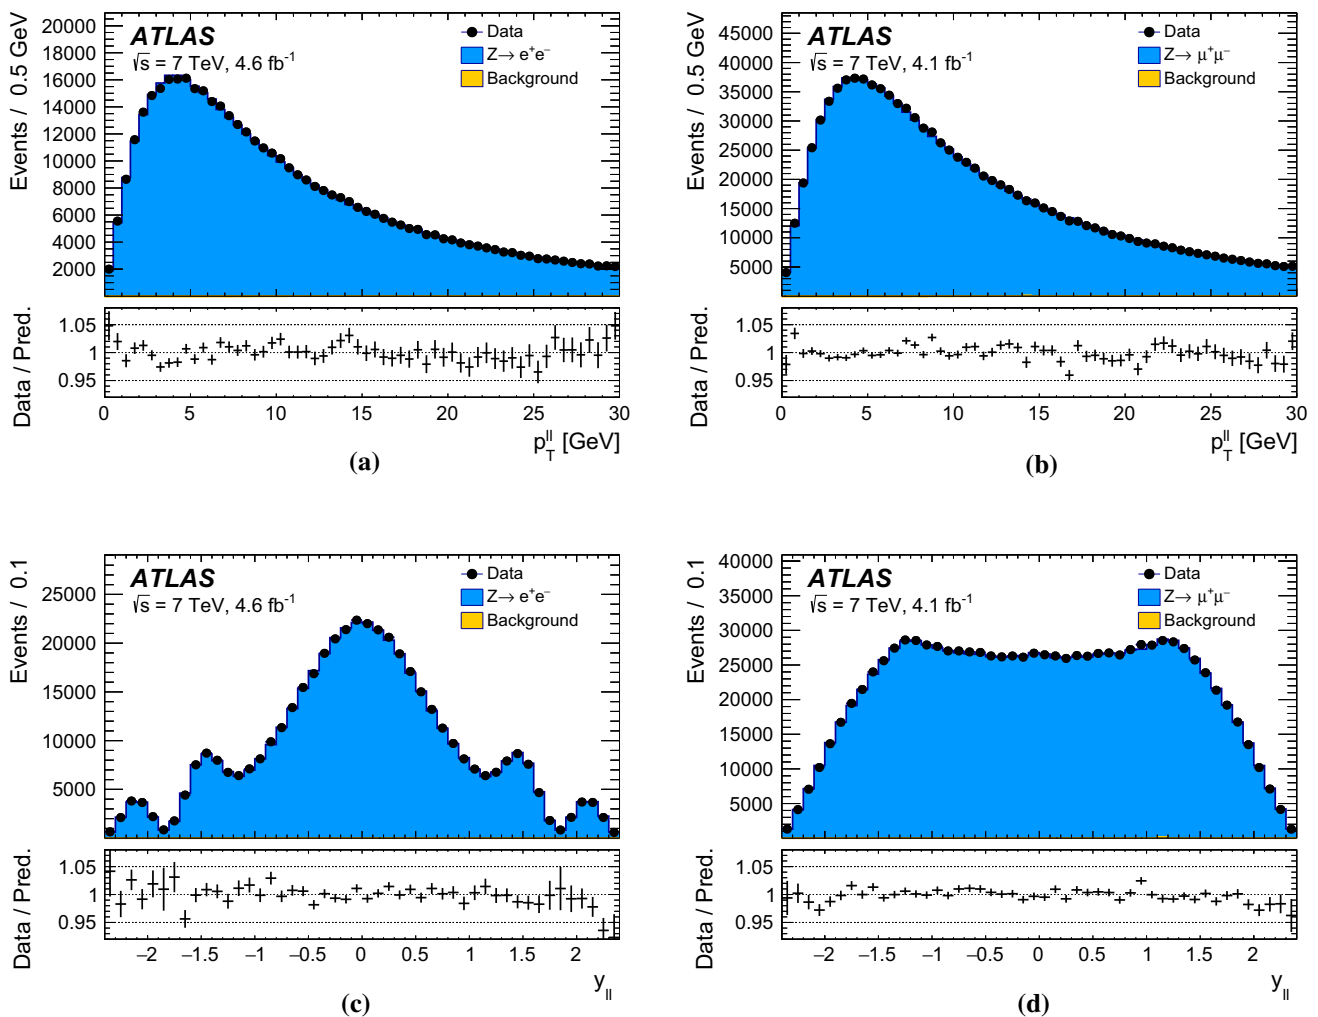 ATLAS
√s = 7 TeV, 4.6 fb⁻¹
Data
Z→ e⁺e⁻
Background
Events / 0.5 GeV
20000
18000
16000
14000
12000
10000
8000
6000
4000
2000
Data / Pred.
1.05
1
0.95
0 5 10 15 20 25 30
p_T^ll [GeV]
(a)
ATLAS
√s = 7 TeV, 4.1 fb⁻¹
Data
Z→ μ⁺μ⁻
Background
Events / 0.5 GeV
45000
40000
35000
30000
25000
20000
15000
10000
5000
Data / Pred.
1.05
1
0.95
0 5 10 15 20 25 30
p_T^ll [GeV]
(b)
ATLAS
√s = 7 TeV, 4.6 fb⁻¹
Data
Z→ e⁺e⁻
Background
Events / 0.1
25000
20000
15000
10000
5000
Data / Pred.
1.05
1
0.95
−2 −1.5 −1 −0.5 0 0.5 1 1.5 2
y_ll
(c)
ATLAS
√s = 7 TeV, 4.1 fb⁻¹
Data
Z→ μ⁺μ⁻
Background
Events / 0.1
40000
35000
30000
25000
20000
15000
10000
5000
Data / Pred.
1.05
1
0.95
−2 −1.5 −1 −0.5 0 0.5 1 1.5 2
y_ll
(d)